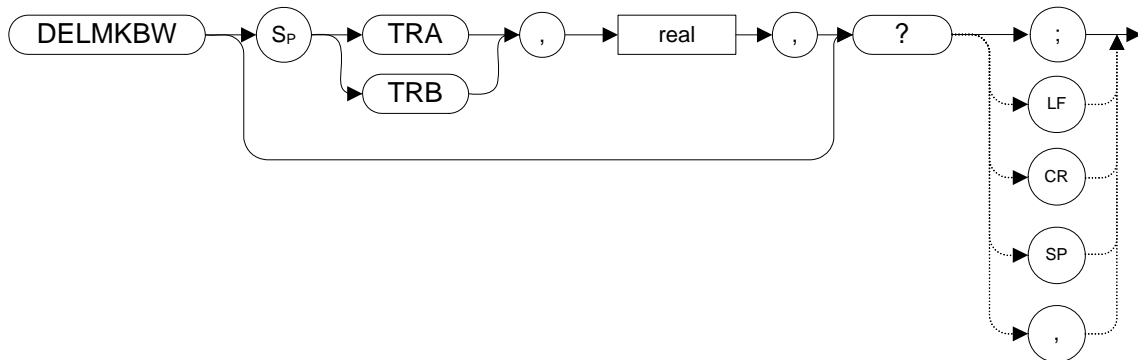 DELMKBW SP TRA , real , ? ;
TRB LF
CR
SP
,